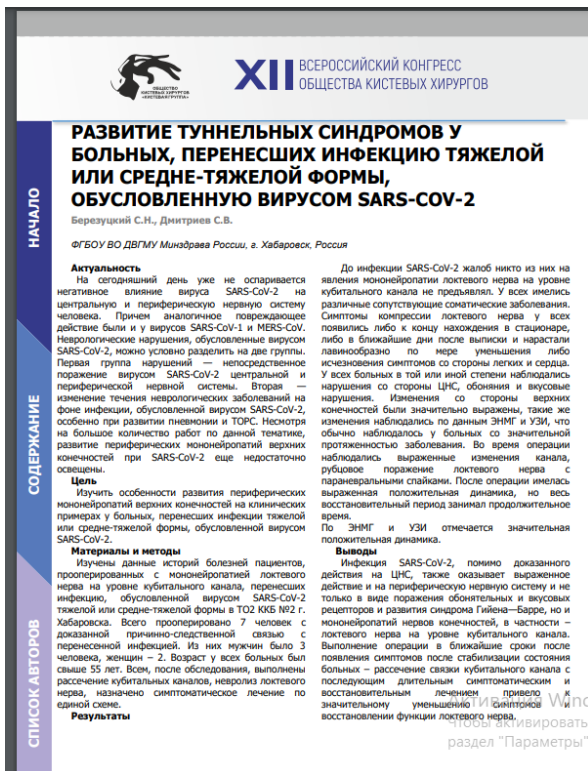 ОБЩЕСТВО
КИСТЕВЫХ ХИРУРГОВ
«КИСТЕВАЯ ГРУППА»
XII ВСЕРОССИЙСКИЙ КОНГРЕСС
ОБЩЕСТВА КИСТЕВЫХ ХИРУРГОВ
НАЧАЛО
СОДЕРЖАНИЕ
СПИСОК АВТОРОВ
РАЗВИТИЕ ТУННЕЛЬНЫХ СИНДРОМОВ У
БОЛЬНЫХ, ПЕРЕНЕСШИХ ИНФЕКЦИЮ ТЯЖЕЛОЙ
ИЛИ СРЕДНЕ-ТЯЖЕЛОЙ ФОРМЫ,
ОБУСЛОВЛЕННУЮ ВИРУСОМ SARS-COV-2
Березуцкий С.Н., Дмитриев С.В.
ФГБОУ ВО ДВГМУ Минздрава России, г. Хабаровск, Россия
Актуальность
На сегодняшний день уже не оспаривается
негативное влияние вируса SARS-CoV-2 на
центральную и периферическую нервную систему
человека. Причем аналогичное повреждающее
действие были и у вирусов SARS-CoV-1 и MERS-CoV.
Неврологические нарушения, обусловленные вирусом
SARS-CoV-2, можно условно разделить на две группы.
Первая группа нарушений — непосредственное
поражение вирусом SARS-CoV-2 центральной и
периферической нервной системы. Вторая —
изменение течения неврологических заболеваний на
фоне инфекции, обусловленной вирусом SARS-CoV-2,
особенно при развитии пневмонии и ТОРС. Несмотря
на большое количество работ по данной тематике,
развитие периферических мононейропатий верхних
конечностей при SARS-CoV-2 еще недостаточно
освещены.
Цель
Изучить особенности развития периферических
мононейропатий верхних конечностей на клинических
примерах у больных, перенесших инфекции тяжелой
или средне-тяжелой формы, обусловленной вирусом
SARS-CoV-2.
Материалы и методы
Изучены данные историй болезней пациентов,
прооперированных с мононейропатией локтевого
нерва на уровне кубитального канала, перенесших
инфекцию, обусловленной вирусом SARS-CoV-2
тяжелой или средне-тяжелой формы в ТО2 ККБ №2 г.
Хабаровска. Всего прооперировано 7 человек с
доказанной причинно-следственной связью с
перенесенной инфекцией. Из них мужчин было 3
человека, женщин – 2. Возраст у всех больных был
свыше 55 лет. Всем, после обследования, выполнены
рассечение кубитальных каналов, невролиз локтевого
нерва, назначено симптоматическое лечение по
единой схеме.
Результаты
До инфекции SARS-CoV-2 жалоб никто из них на
явления мононейропатии локтевого нерва на уровне
кубитального канала не предъявлял. У всех имелись
различные сопутствующие соматические заболевания.
Симптомы компрессии локтевого нерва у всех
появились либо к концу нахождения в стационаре,
либо в ближайшие дни после выписки и нарастали
лавинообразно по мере уменьшения либо
исчезновения симптомов со стороны легких и сердца.
У всех больных в той или иной степени наблюдались
нарушения со стороны ЦНС, обоняния и вкусовые
нарушения. Изменения со стороны верхних
конечностей были значительно выражены, такие же
изменения наблюдались по данным ЭНМГ и УЗИ, что
обычно наблюдалось у больных со значительной
протяженностью заболевания. Во время операции
наблюдались выраженные изменения канала,
рубцовое поражение локтевого нерва с
параневральными спайками. После операции имелась
выраженная положительная динамика, но весь
восстановительный период занимал продолжительное
время.
По ЭНМГ и УЗИ отмечается значительная
положительная динамика.
Выводы
Инфекция SARS-CoV-2, помимо доказанного
действия на ЦНС, также оказывает выраженное
действие и на периферическую нервную систему и не
только в виде поражения обонятельных и вкусовых
рецепторов и развития синдрома Гийена—Барре, но и
мононейропатий нервов конечностей, в частности –
локтевого нерва на уровне кубитального канала.
Выполнение операции в ближайшие сроки после
появления симптомов после стабилизации состояния
больных – рассечение связки кубитального канала с
последующим длительным симптоматическим и
восстановительным лечением привело к
значительному уменьшению симптомов и
восстановлении функции локтевого нерва.
Активация Wind
Чтобы активировать
раздел "Параметры"